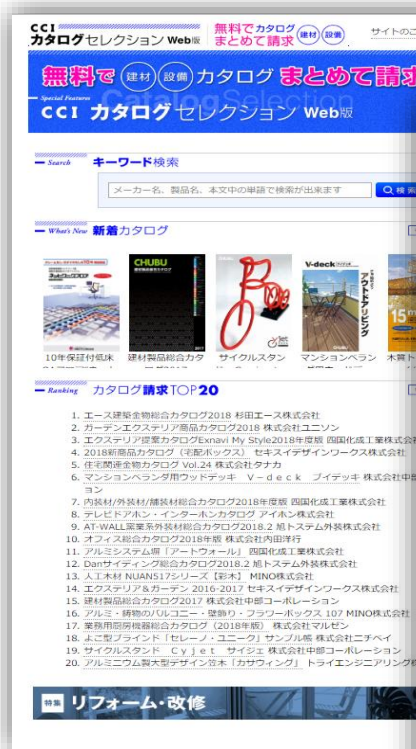 CCI
カタログセレクション Web版
無料でカタログ 建材 設備
まとめて請求
サイトのご
無料で 建材 設備 カタログ まとめて請求
Special Features
CatalogSelection
CCI カタログセレクション Web版
Search キーワード検索
メーカー名、製品名、本文中の単語で検索が出来ます
検索
What's New 新着カタログ
CHUBU
V-deck
アウトドアリビング
15
10年保証付低床
建材製品総合カタ
サイクルスタン
マンションベラン
木質ト
Ranking カタログ請求TOP20
1. エース建築金物総合カタログ2018 杉田エース株式会社
2. ガーデンエクステリア商品カタログ2018 株式会社ユニソン
3. エクステリア提案カタログExnavi My Style2018年度版 四国化成工業株式会
4. 2018新商品カタログ（宅配ボックス） セキスイデザインワークス株式会社
5. 住宅関連金物カタログ Vol.24 株式会社タナカ
6. マンションベランダ用ウッドデッキ　Ｖ－ｄｅｃｋ　ブイデッキ 株式会社中部
ョン
7. 内装材/外装材/舗装材総合カタログ2018年度版 四国化成工業株式会社
8. テレビドアホン・インターホンカタログ アイホン株式会社
9. AT-WALL窯業系外装材総合カタログ2018.2 旭トステム外装株式会社
10. オフィス総合カタログ2018年版 株式会社内田洋行
11. アルミシステム塀「アートウォール」 四国化成工業株式会社
12. Danサイディング総合カタログ2018.2 旭トステム外装株式会社
13. 人工木材 NUAN517シリーズ【彩木】 MINO株式会社
14. エクステリア＆ガーデン 2016-2017 セキスイデザインワークス株式会社
15. 建材製品総合カタログ2017 株式会社中部コーポレーション
16. アルミ・鋳物のバルコニー・壁飾り・フラワーボックス 107 MINO株式会社
17. 業務用厨房機器総合カタログ（2018年版） 株式会社マルゼン
18. よこ型ブラインド「セレーノ・ユニーク」サンプル帳 株式会社ニチベイ
19. サイクルスタンド　Ｃｙｊｅｔ　サイジェ 株式会社中部コーポレーション
20. アルミニウム製大型デザイン笠木「カサウィング」 トライエンジニアリング
特集 リフォーム・改修